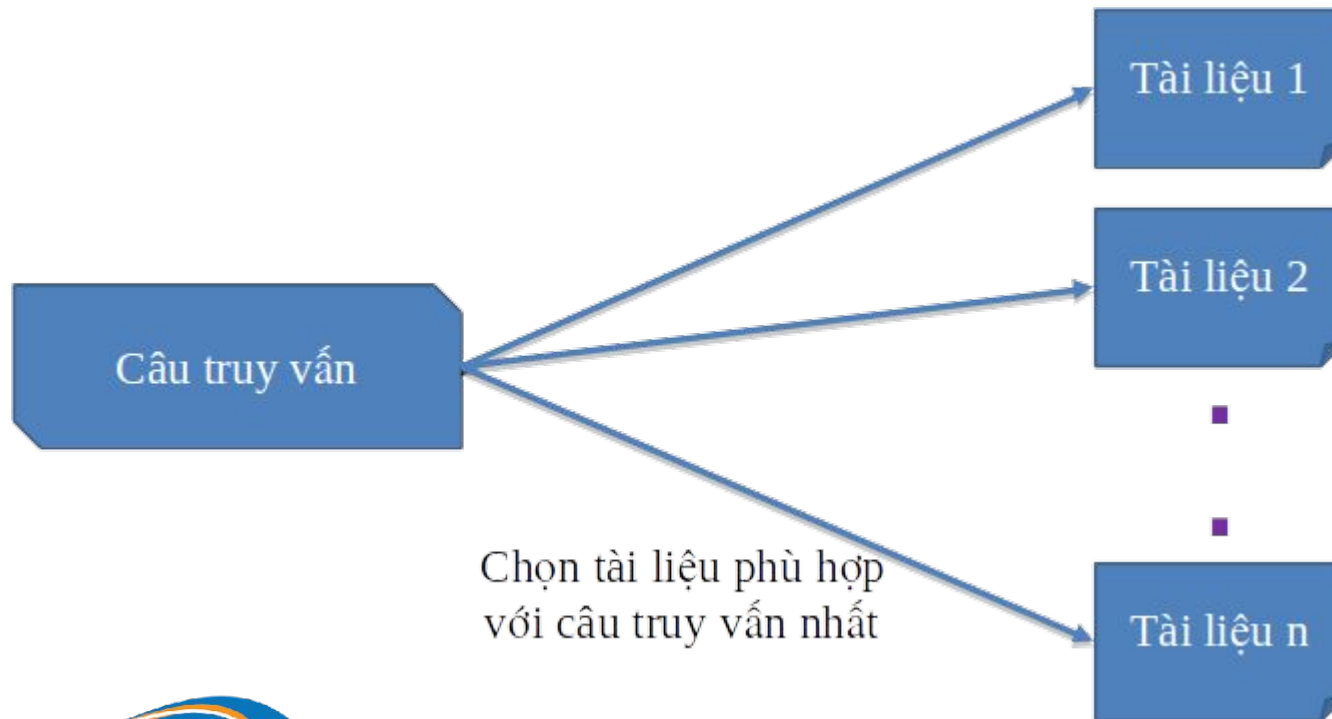 Tài liệu 1
Tài liệu 2
Câu truy vấn
Chọn tài liệu phù hợp
với câu truy vấn nhất
Tài liệu n